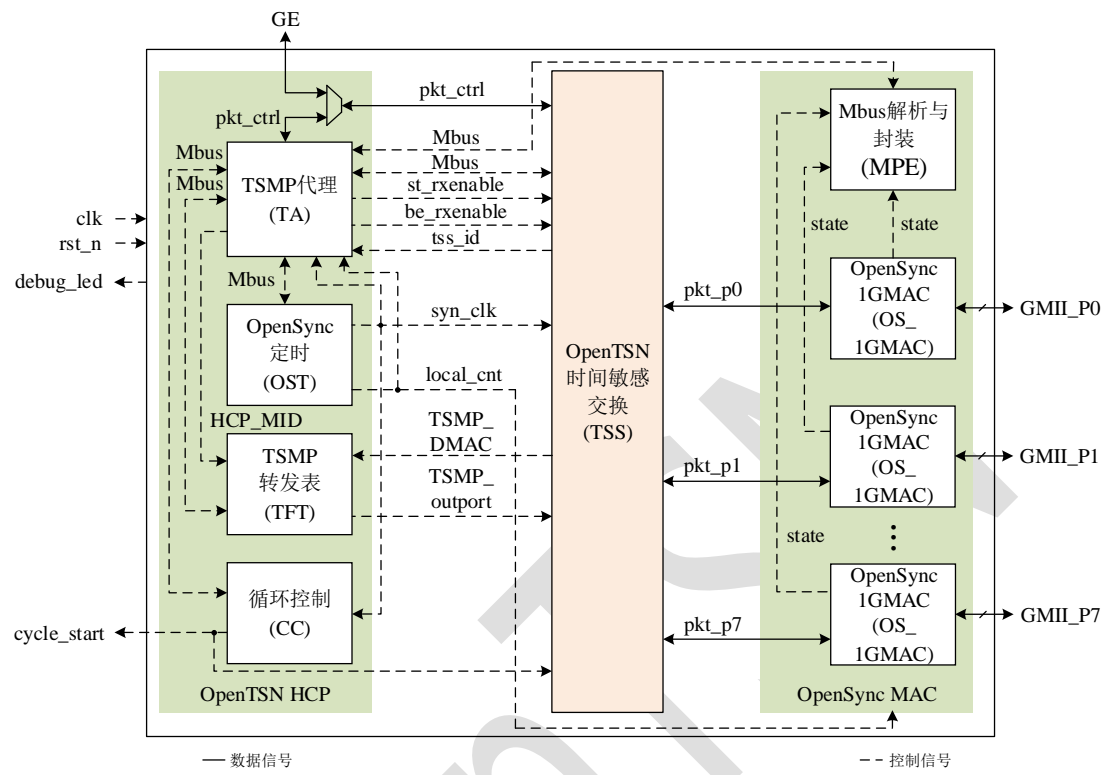 GE
pkt_ctrl
pkt_ctrl
Mbus
Mbus
TSMP代理
(TA)
Mbus
Mbus
st_rxenable
be_rxenable
tss_id
clk
rst_n
debug_led
Mbus
OpenSync
定时
(OST)
syn_clk
local_cnt
HCP_MID
TSMP
转发表
(TFT)
TSMP_
DMAC
TSMP_
outport
循环控制
(CC)
cycle_start
OpenTSN HCP
OpenTSN
时间敏感
交换
(TSS)
Mbus解析与
封装
(MPE)
state
state
pkt_p0
OpenSync
1GMAC
(OS_
1GMAC)
GMII_P0
pkt_p1
OpenSync
1GMAC
(OS_
1GMAC)
GMII_P1
state
pkt_p7
OpenSync
1GMAC
(OS_
1GMAC)
GMII_P7
OpenSync MAC
数据信号
控制信号